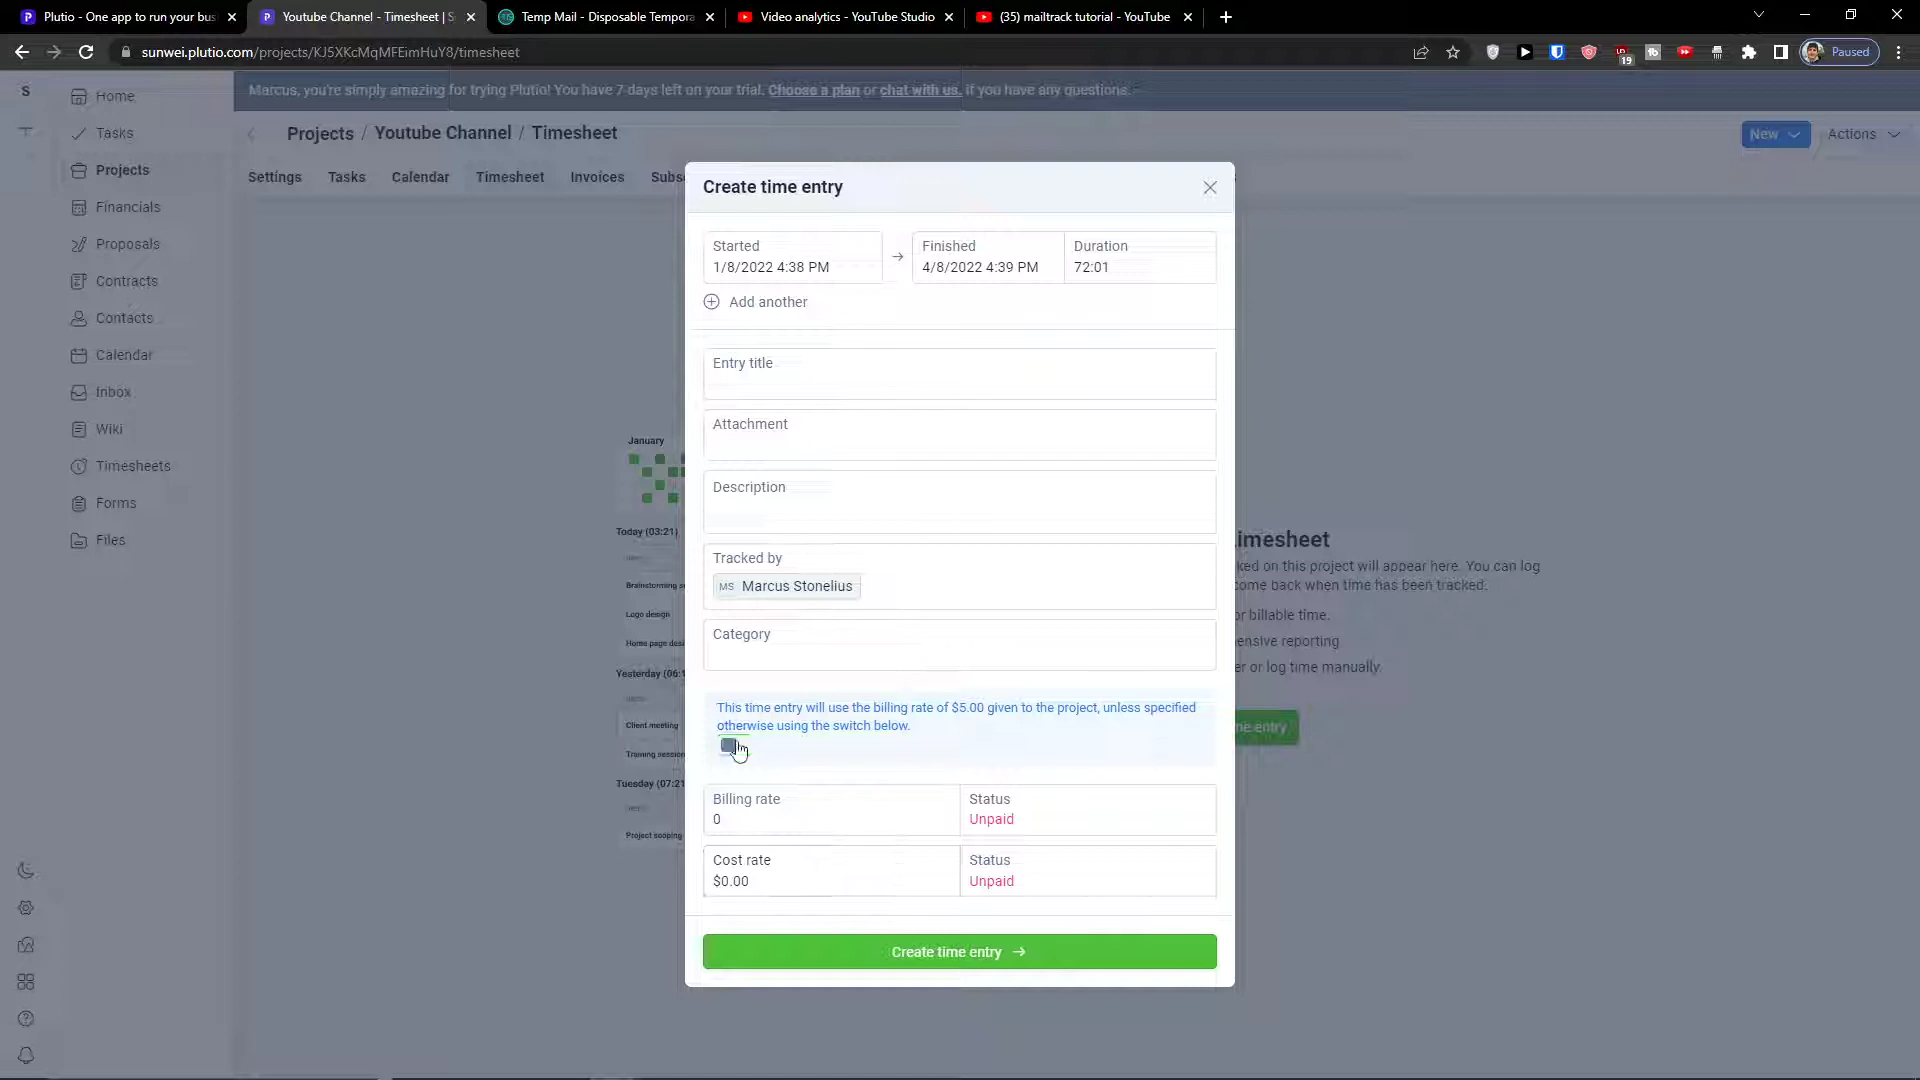 Plutio - One app to run your bus
Youtube Channel - Timesheet | S
Temp Mail - Disposable Tempora
Video analytics - YouTube Studio
(35) mailtrack tutorial - YouTube
sunwei.plutio.com/projects/KJ5XKcMqMFEimHuY8/timesheet
19
Paused
S
Marcus, you're simply amazing for trying Plutio! You have 7 days left on your trial. Choose a plan or chat with us. if you have any questions.
Home
Tasks
Projects
Financials
Proposals
Contracts
Contacts
Calendar
Inbox
Wiki
Timesheets
Forms
Files
Projects / Youtube Channel / Timesheet
New
Actions
Settings
Tasks
Calendar
Timesheet
Invoices
Subs
Create time entry
Started
1/8/2022 4:38 PM
Finished
4/8/2022 4:39 PM
Duration
72:01
Add another
Entry title
Attachment
Description
Tracked by
MS Marcus Stonelius
Category
This time entry will use the billing rate of $5.00 given to the project, unless specified
otherwise using the switch below.
Billing rate
0
Status
Unpaid
Cost rate
$0.00
Status
Unpaid
Create time entry
January
Today (03:21)
Brainstorming s
Logo design
Home page desi
Yesterday (06:1
Client meeting
Training session
Tuesday (07:21
Project scoping
imesheet
ked on this project will appear here. You can log
ome back when time has been tracked.
or billable time.
ensive reporting
er or log time manually.
me entry